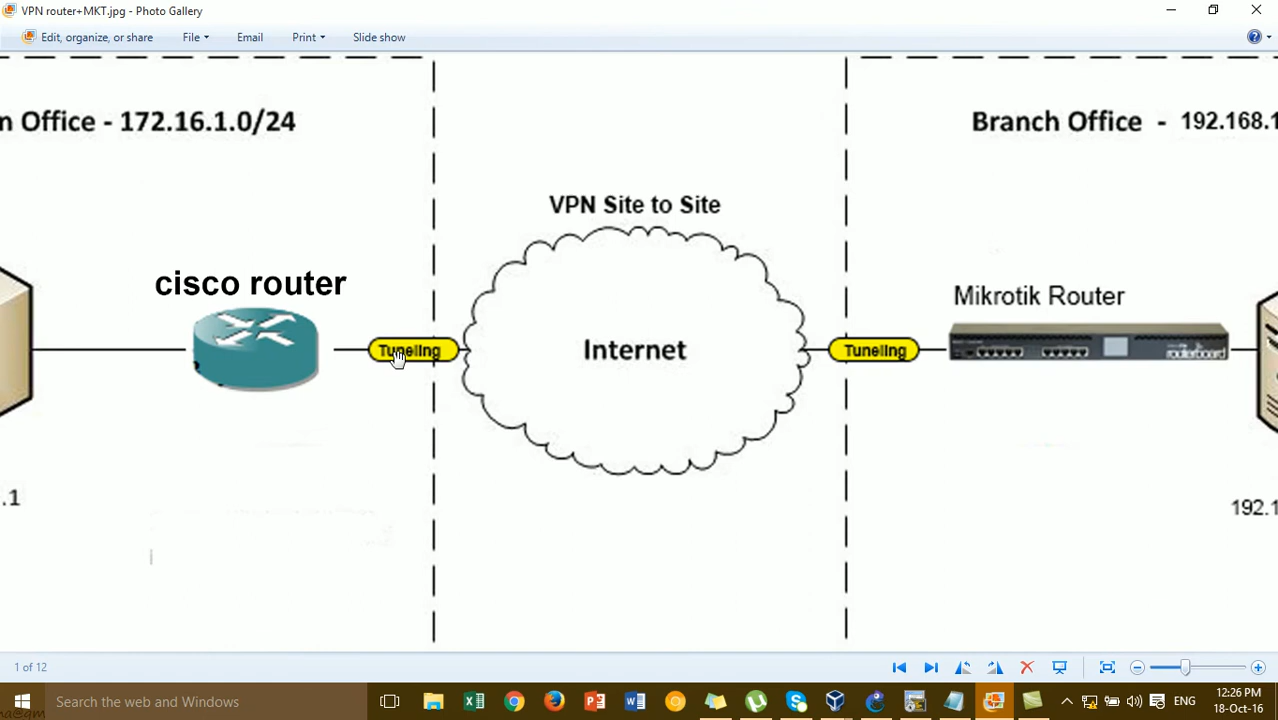 VPN router+MKT.jpg - Photo Gallery
Edit, organize, or share File Email Print Slide show
n Office - 172.16.1.0/24
Branch Office - 192.168.1
VPN Site to Site
cisco router
Mikrotik Router
Tuneling
Internet
Tuneling
routerboard
.1
192.1
1 of 12
Search the web and Windows
ENG
12:26 PM
18-Oct-16